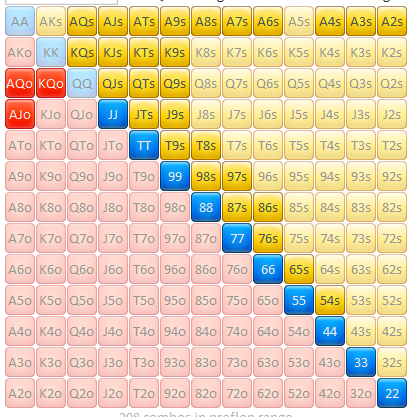 AA AKs AQs AJs ATs A9s A8s A7s A6s A5s A4s A3s A2s
AKo KK KQs KJs KTs K9s K8s K7s K6s K5s K4s K3s K2s
AQo KQo QQ QJs QTs Q9s Q8s Q7s Q6s Q5s Q4s Q3s Q2s
AJo KJo QJo JJ JTs J9s J8s J7s J6s J5s J4s J3s J2s
ATo KTo QTo JTo TT T9s T8s T7s T6s T5s T4s T3s T2s
A9o K9o Q9o J9o T9o 99 98s 97s 96s 95s 94s 93s 92s
A8o K8o Q8o J8o T8o 98o 88 87s 86s 85s 84s 83s 82s
A7o K7o Q7o J7o T7o 97o 87o 77 76s 75s 74s 73s 72s
A6o K6o Q6o J6o T6o 96o 86o 76o 66 65s 64s 63s 62s
A5o K5o Q5o J5o T5o 95o 85o 75o 65o 55 54s 53s 52s
A4o K4o Q4o J4o T4o 94o 84o 74o 64o 54o 44 43s 42s
A3o K3o Q3o J3o T3o 93o 83o 73o 63o 53o 43o 33 32s
A2o K2o Q2o J2o T2o 92o 82o 72o 62o 52o 42o 32o 22
combos in preflop range